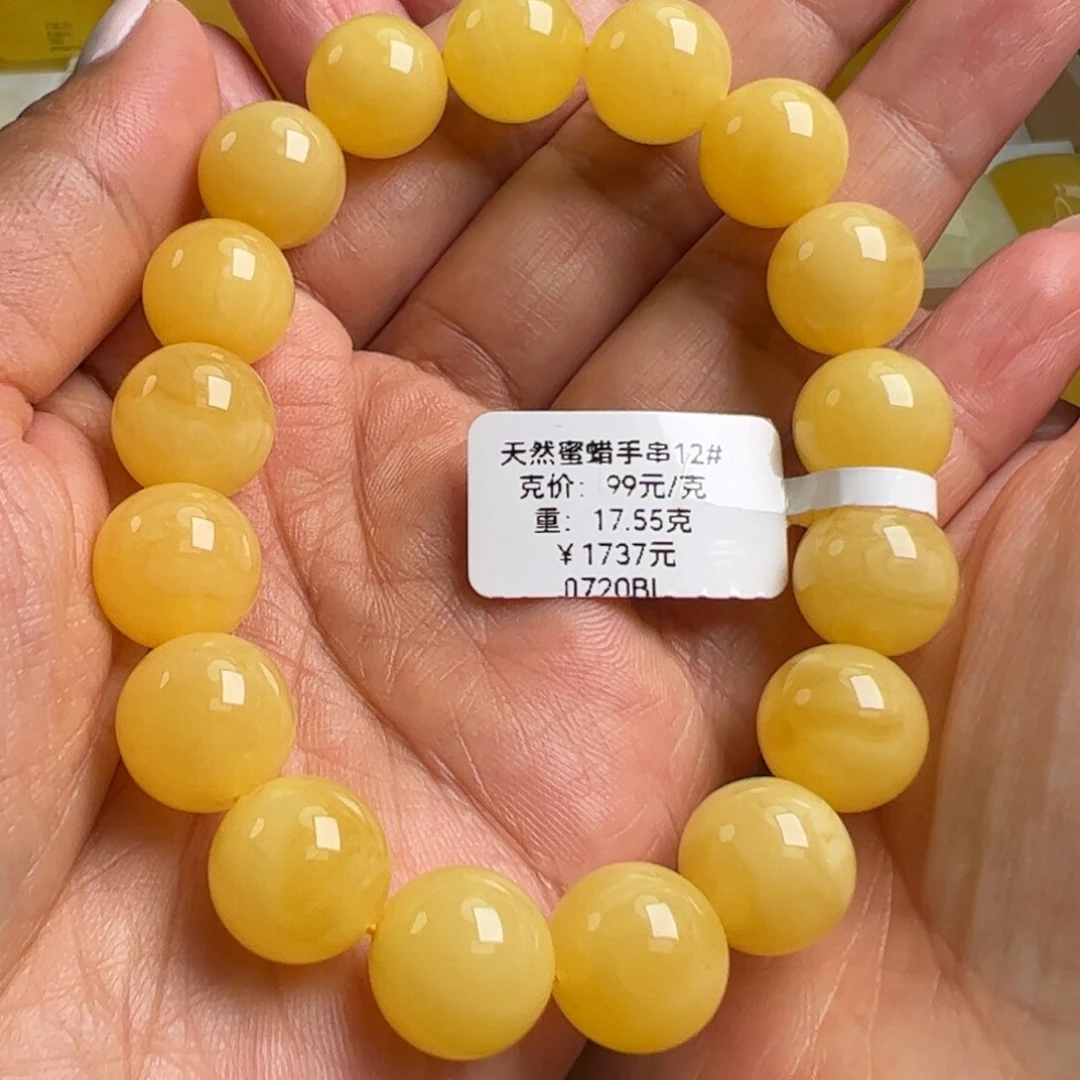 天然蜜蜡手串12#
克价: 99元/克
重: 17.55克
¥1737元
0720BL